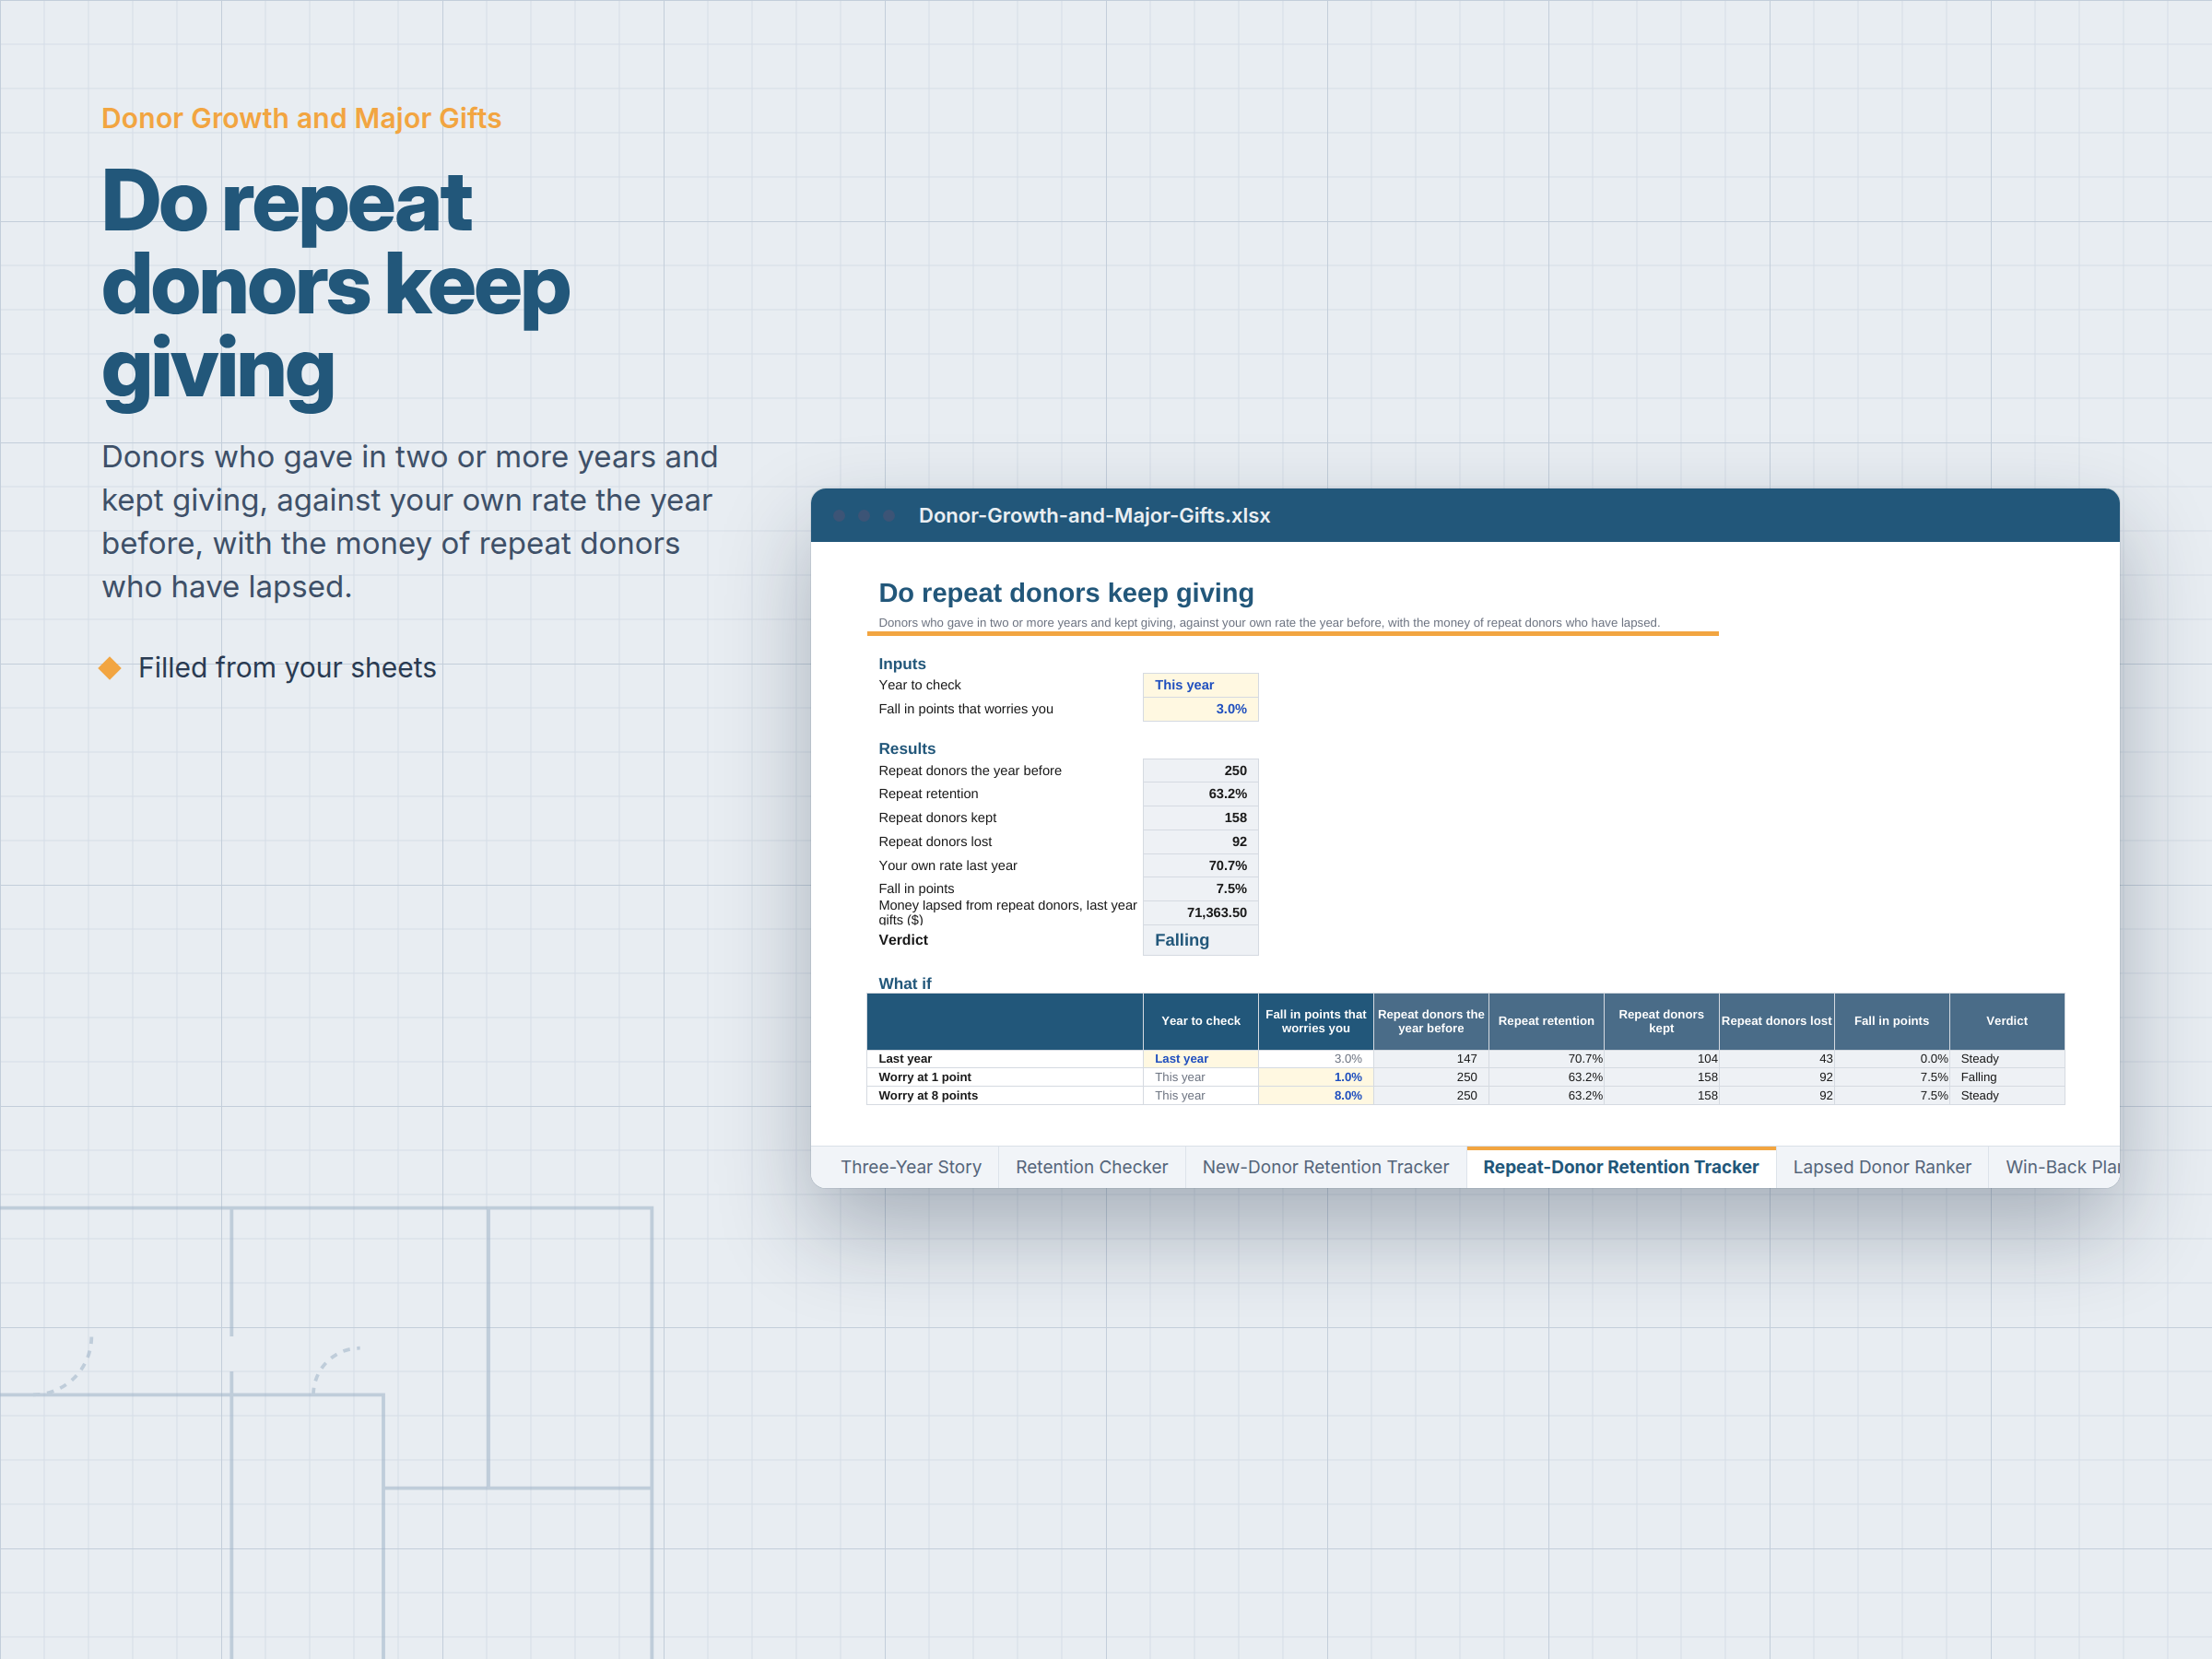 Donor Growth and Major Gifts
Do repeat
donors keep
giving
Donors who gave in two or more years and
kept giving, against your own rate the year
before, with the money of repeat donors
who have lapsed.
Filled from your sheets
Donor-Growth-and-Major-Gifts.xlsx
Do repeat donors keep giving
Donors who gave in two or more years and kept giving, against your own rate the year before, with the money of repeat donors who have lapsed.
Inputs
Year to check This year
Fall in points that worries you 3.0%
Results
Repeat donors the year before 250
Repeat retention 63.2%
Repeat donors kept 158
Repeat donors lost 92
Your own rate last year 70.7%
Fall in points 7.5%
Money lapsed from repeat donors, last year
gifts ($) 71,363.50
Verdict Falling
What if
Year to check Fall in points that worries you Repeat donors the year before Repeat retention Repeat donors kept Repeat donors lost Fall in points Verdict
Last year Last year 3.0% 147 70.7% 104 43 0.0% Steady
Worry at 1 point This year 1.0% 250 63.2% 158 92 7.5% Falling
Worry at 8 points This year 8.0% 250 63.2% 158 92 7.5% Steady
Three-Year Story Retention Checker New-Donor Retention Tracker Repeat-Donor Retention Tracker Lapsed Donor Ranker Win-Back Plan